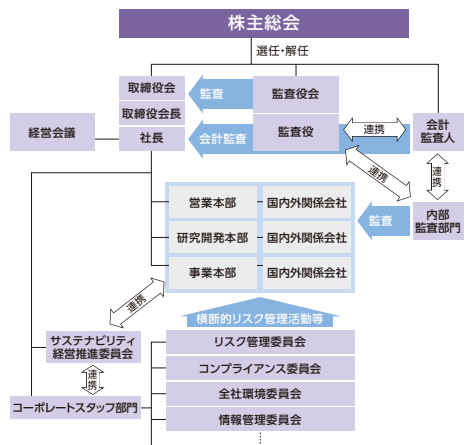 株主総会
選任・解任
取締役会
取締役会長
社長
監査
会計監査
監査役会
監査役
連携
会計
監査人
経営会議
連携
連携
内部
監査部門
監査
営業本部
国内外関係会社
研究開発本部
国内外関係会社
事業本部
国内外関係会社
連携
横断的リスク管理活動等
サステナビリティ
経営推進委員会
連携
コーポレートスタッフ部門
リスク管理委員会
コンプライアンス委員会
全社環境委員会
情報管理委員会